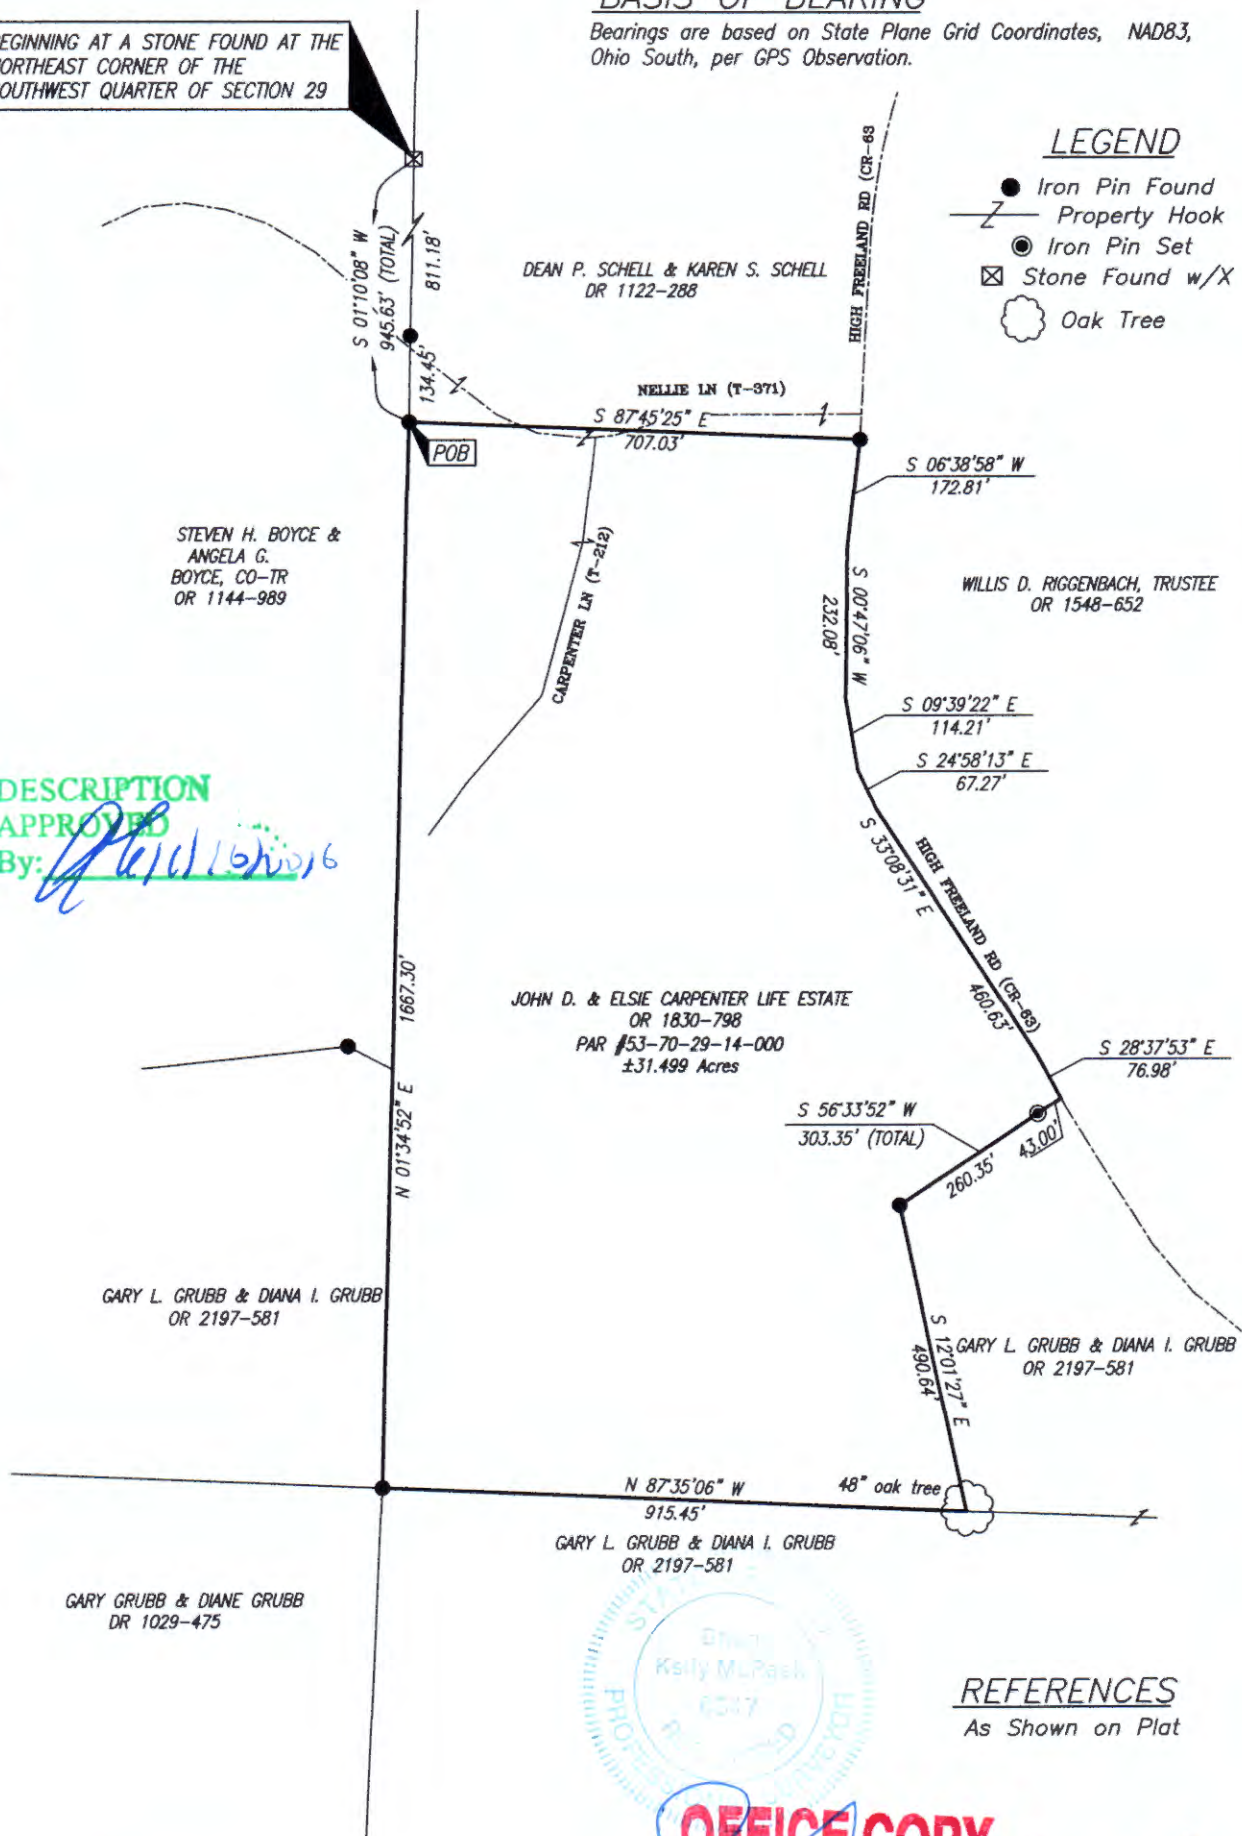 BASIS OF BEARING
Bearings are based on State Plane Grid Coordinates, NAD83,
Ohio South, per GPS Observation.
EGINNING AT A STONE FOUND AT THE
ORTHEAST CORNER OF THE
OUTHWEST QUARTER OF SECTION 29
LEGEND
Iron Pin Found
Property Hook
Iron Pin Set
Stone Found w/X
Oak Tree
HIGH FREELAND RD (CR-63
S 01°10'08" W
945.63' (TOTAL)
811.18'
134.45'
DEAN P. SCHELL & KAREN S. SCHELL
DR 1122-288
NELLIE LN (T-371)
S 87°45'25" E
707.03'
POB
S 06°38'58" W
172.81'
STEVEN H. BOYCE &
ANGELA G.
BOYCE, CO-TR
OR 1144-989
CARPENTER LN (T-212)
S 00°47'06" W
232.08'
WILLIS D. RIGGENBACH, TRUSTEE
OR 1548-652
S 09°39'22" E
114.21'
S 24°58'13" E
67.27'
DESCRIPTION
APPROVED
By:
S 33°08'31" E
460.63'
HIGH FREELAND RD (CR-63)
N 01°34'52" E 1667.30'
JOHN D. & ELSIE CARPENTER LIFE ESTATE
OR 1830-798
PAR #53-70-29-14-000
±31.499 Acres
S 28°37'53" E
76.98'
S 56°33'52" W
303.35' (TOTAL)
43.00'
260.35'
GARY L. GRUBB & DIANA I. GRUBB
OR 2197-581
S 12°01'27" E
490.64'
GARY L. GRUBB & DIANA I. GRUBB
OR 2197-581
N 87°35'06" W
915.45'
48" oak tree
GARY L. GRUBB & DIANA I. GRUBB
OR 2197-581
GARY GRUBB & DIANE GRUBB
DR 1029-475
REFERENCES
As Shown on Plat
OFFICE COPY